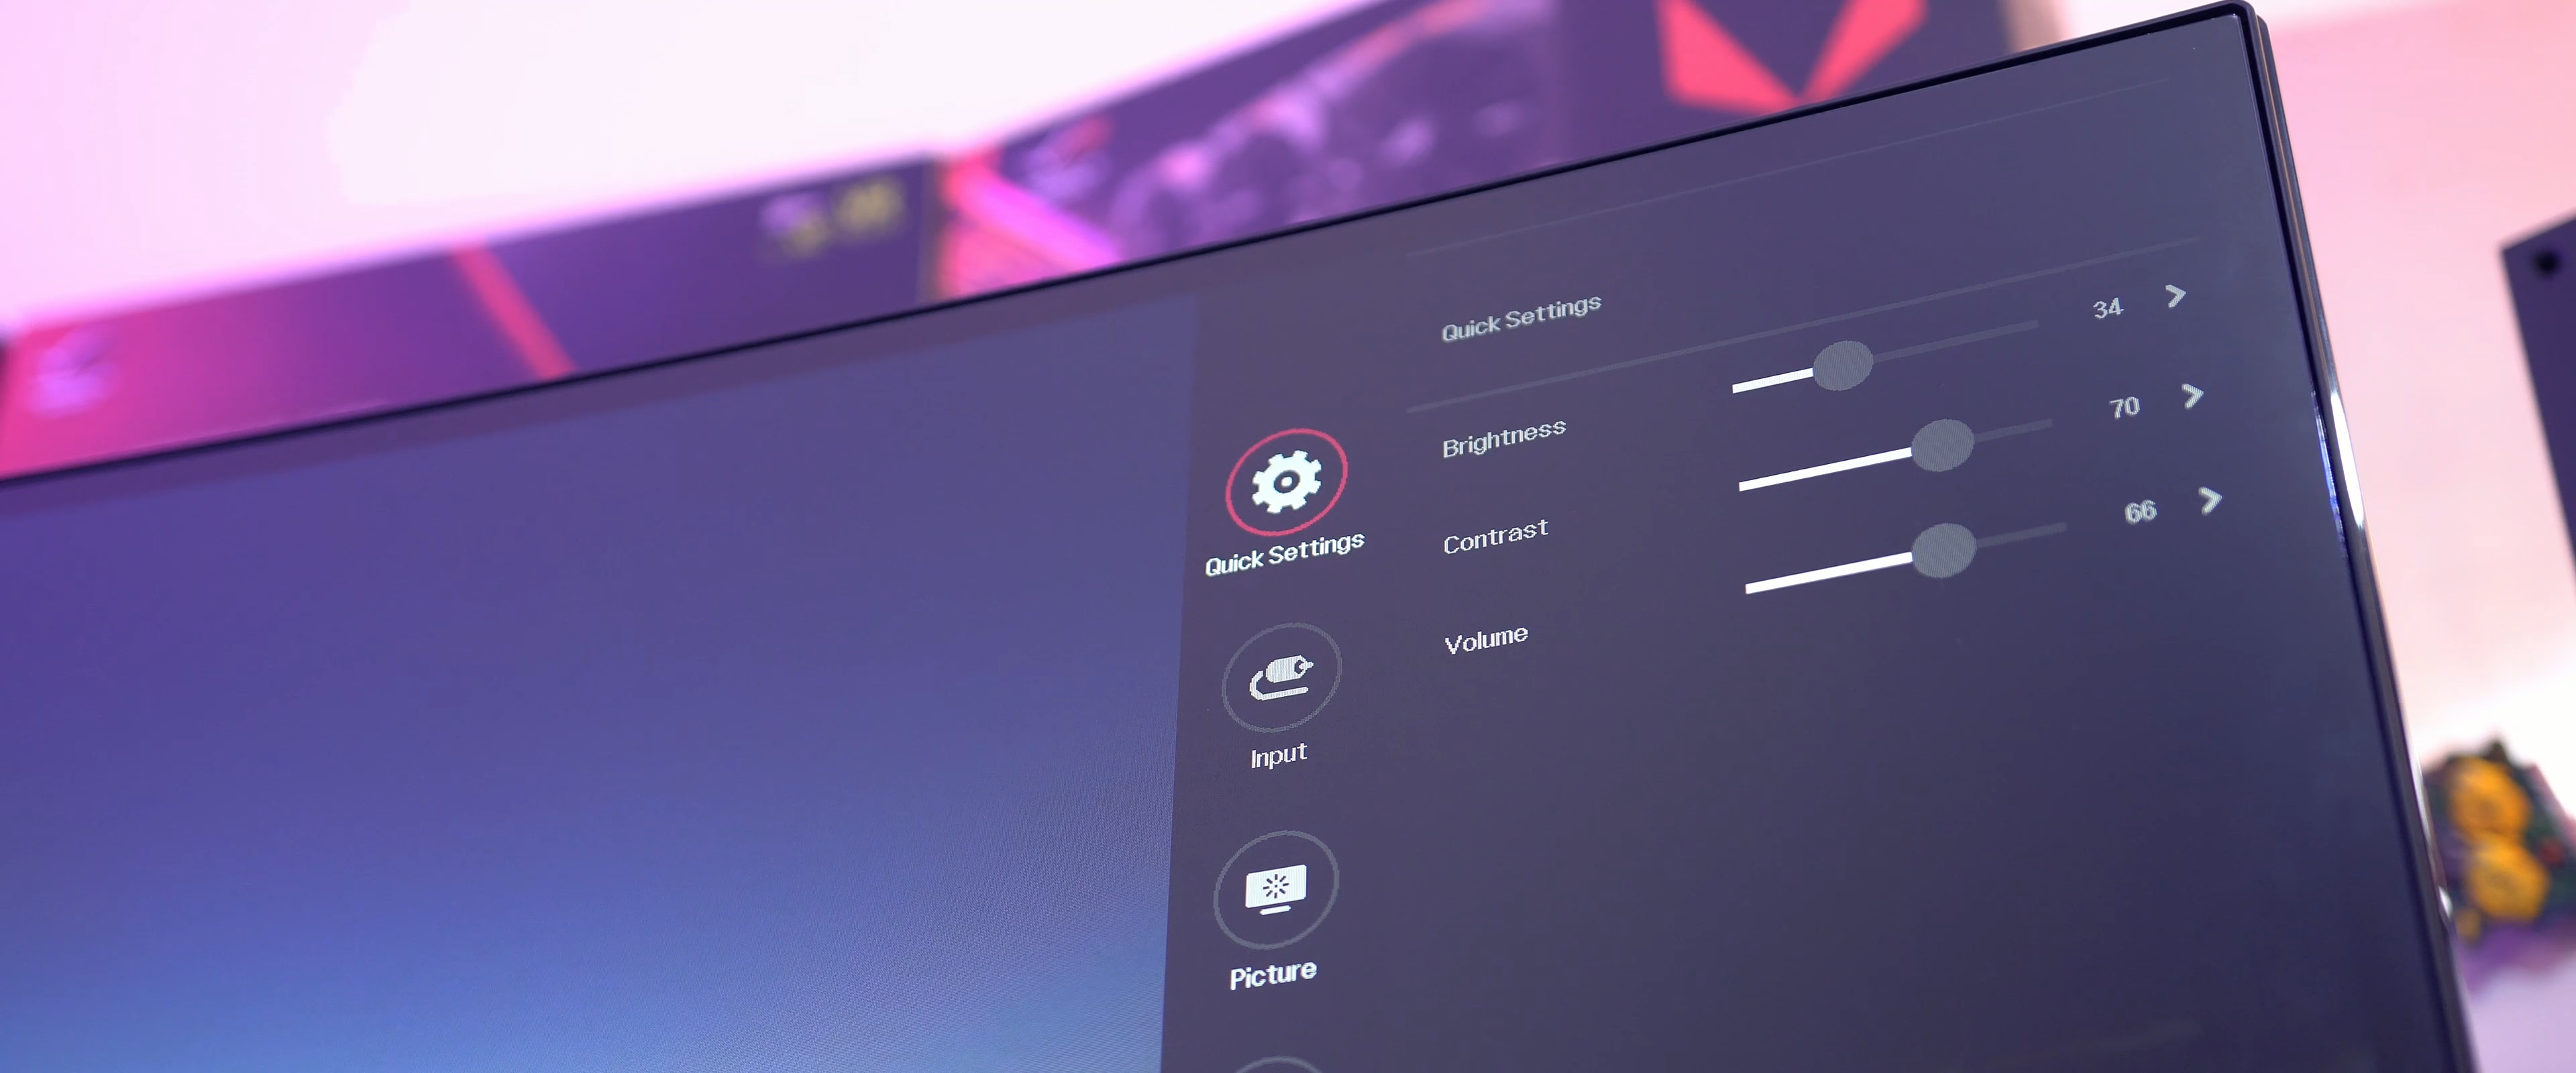 Quick Settings
Brightness 34
Contrast 70
Volume 66
Quick Settings
Input
Picture